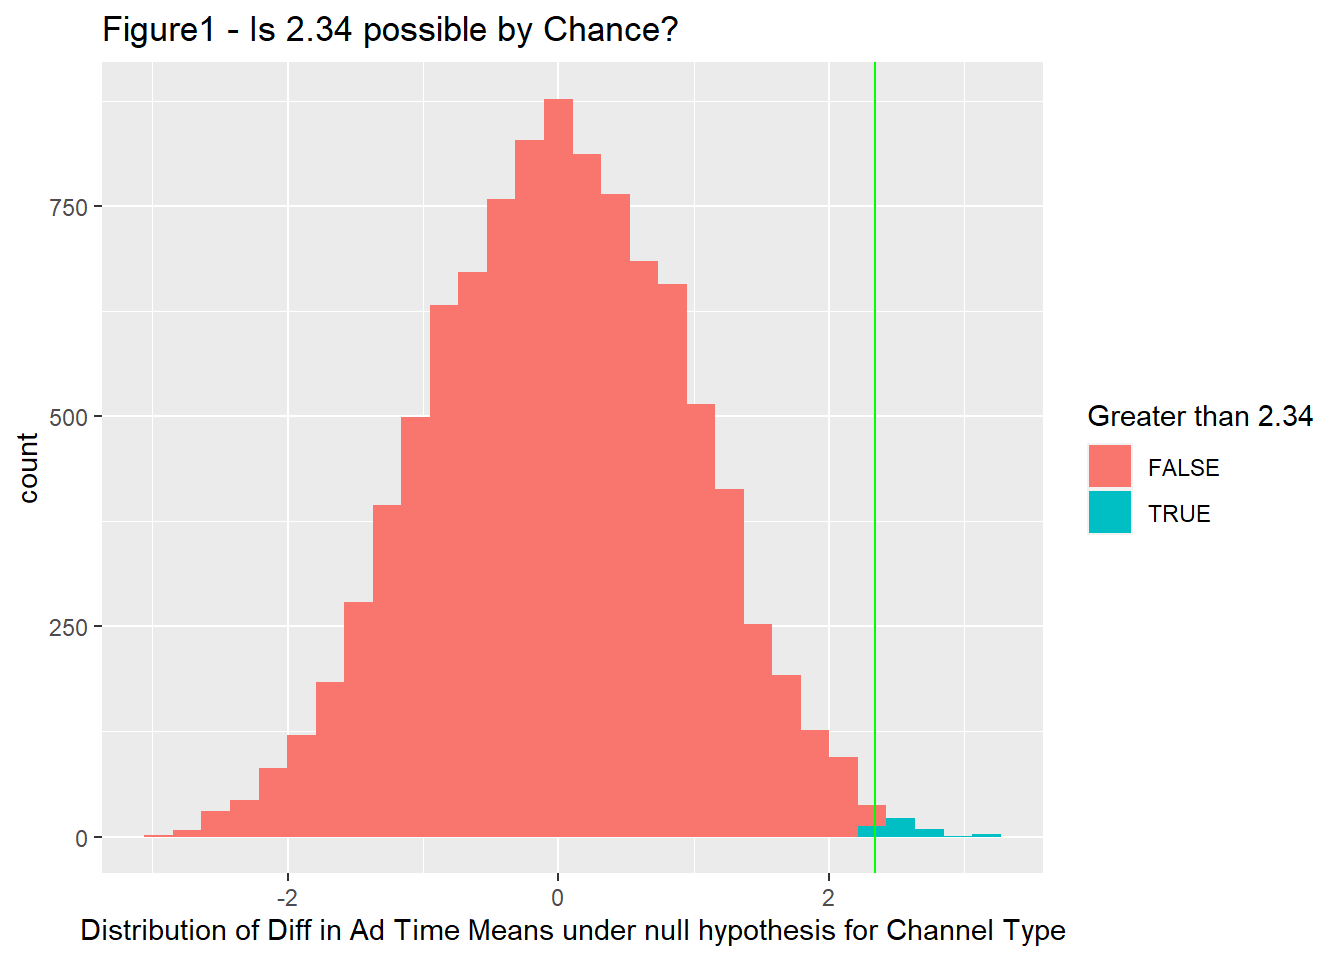 Figure1 - Is 2.34 possible by Chance?
750
500
250
0
count
-2
0
2
Distribution of Diff in Ad Time Means under null hypothesis for Channel Type
Greater than 2.34
FALSE
TRUE